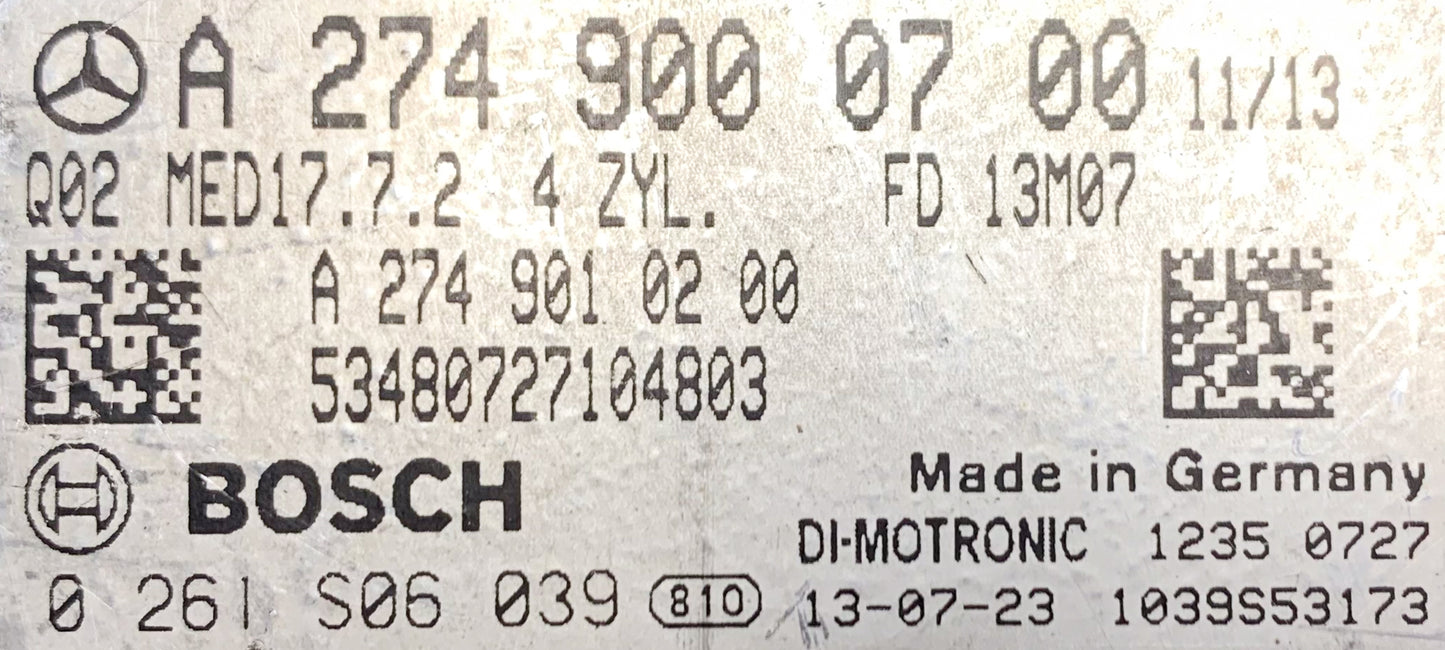 A 274 900 07 00 11/13
Q02 MED17.7.2 4 ZYL. FD 13M07
A 274 901 02 00
53480727104803
BOSCH
Made in Germany
DI-MOTRONIC 1235 0727
0 261 S06 039 810 13-07-23 1039S53173